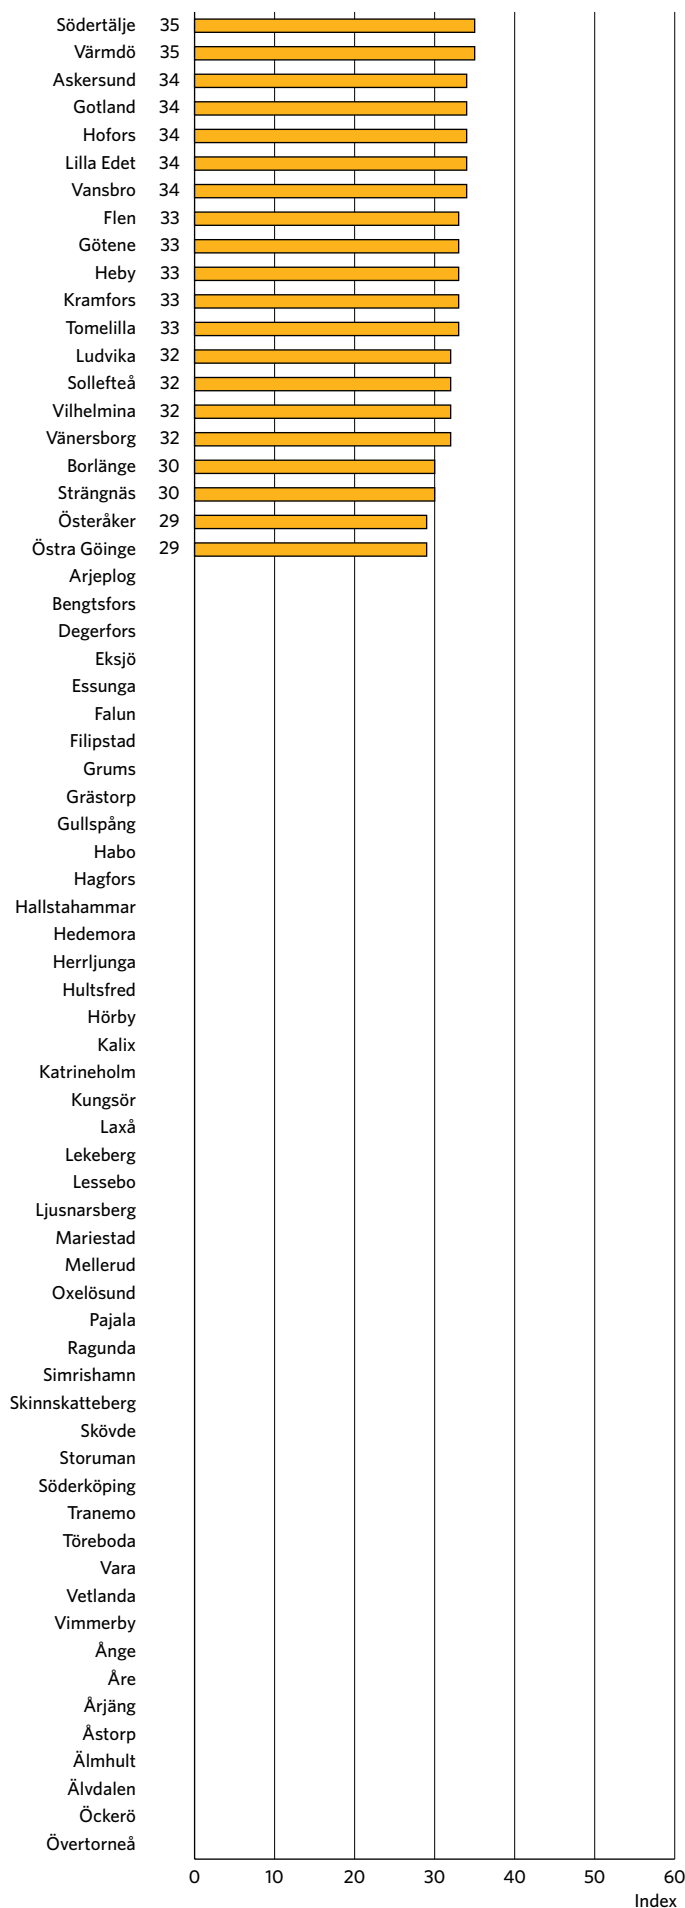 Södertälje 35
Värmdö 35
Askersund 34
Gotland 34
Hofors 34
Lilla Edet 34
Vansbro 34
Flen 33
Götene 33
Heby 33
Kramfors 33
Tomelilla 33
Ludvika 32
Sollefteå 32
Vilhelmina 32
Vänersborg 32
Borlänge 30
Strängnäs 30
Österåker 29
Östra Göinge 29
Arjeplog
Bengtsfors
Degerfors
Eksjö
Essunga
Falun
Filipstad
Grums
Grästorp
Gullspång
Habo
Hagfors
Hallstahammar
Hedemora
Herrljunga
Hultsfred
Hörby
Kalix
Katrineholm
Kungsör
Laxå
Lekeberg
Lessebo
Ljusnarsberg
Mariestad
Mellerud
Oxelösund
Pajala
Ragunda
Simrishamn
Skinnskatteberg
Skövde
Storuman
Söderköping
Tranemo
Töreboda
Vara
Vetlanda
Vimmerby
Ånge
Åre
Årjäng
Åstorp
Älmhult
Älvdalen
Öckerö
Övertorneå
0 10 20 30 40 50 60
Index